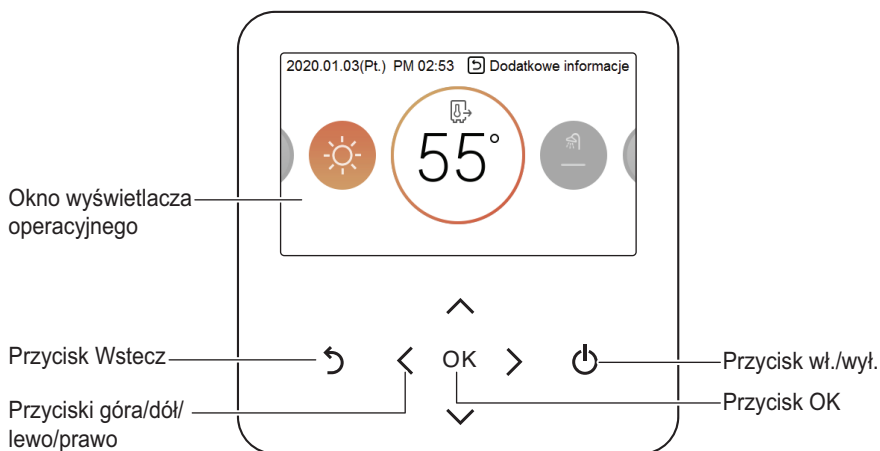 2020.01.03(Pt.) PM 02:53 Dodatkowe informacje
55°
Okno wyświetlacza
operacyjnego
Przycisk Wstecz
OK
Przycisk wł./wył.
Przyciski góra/dół/
lewo/prawo
Przycisk OK